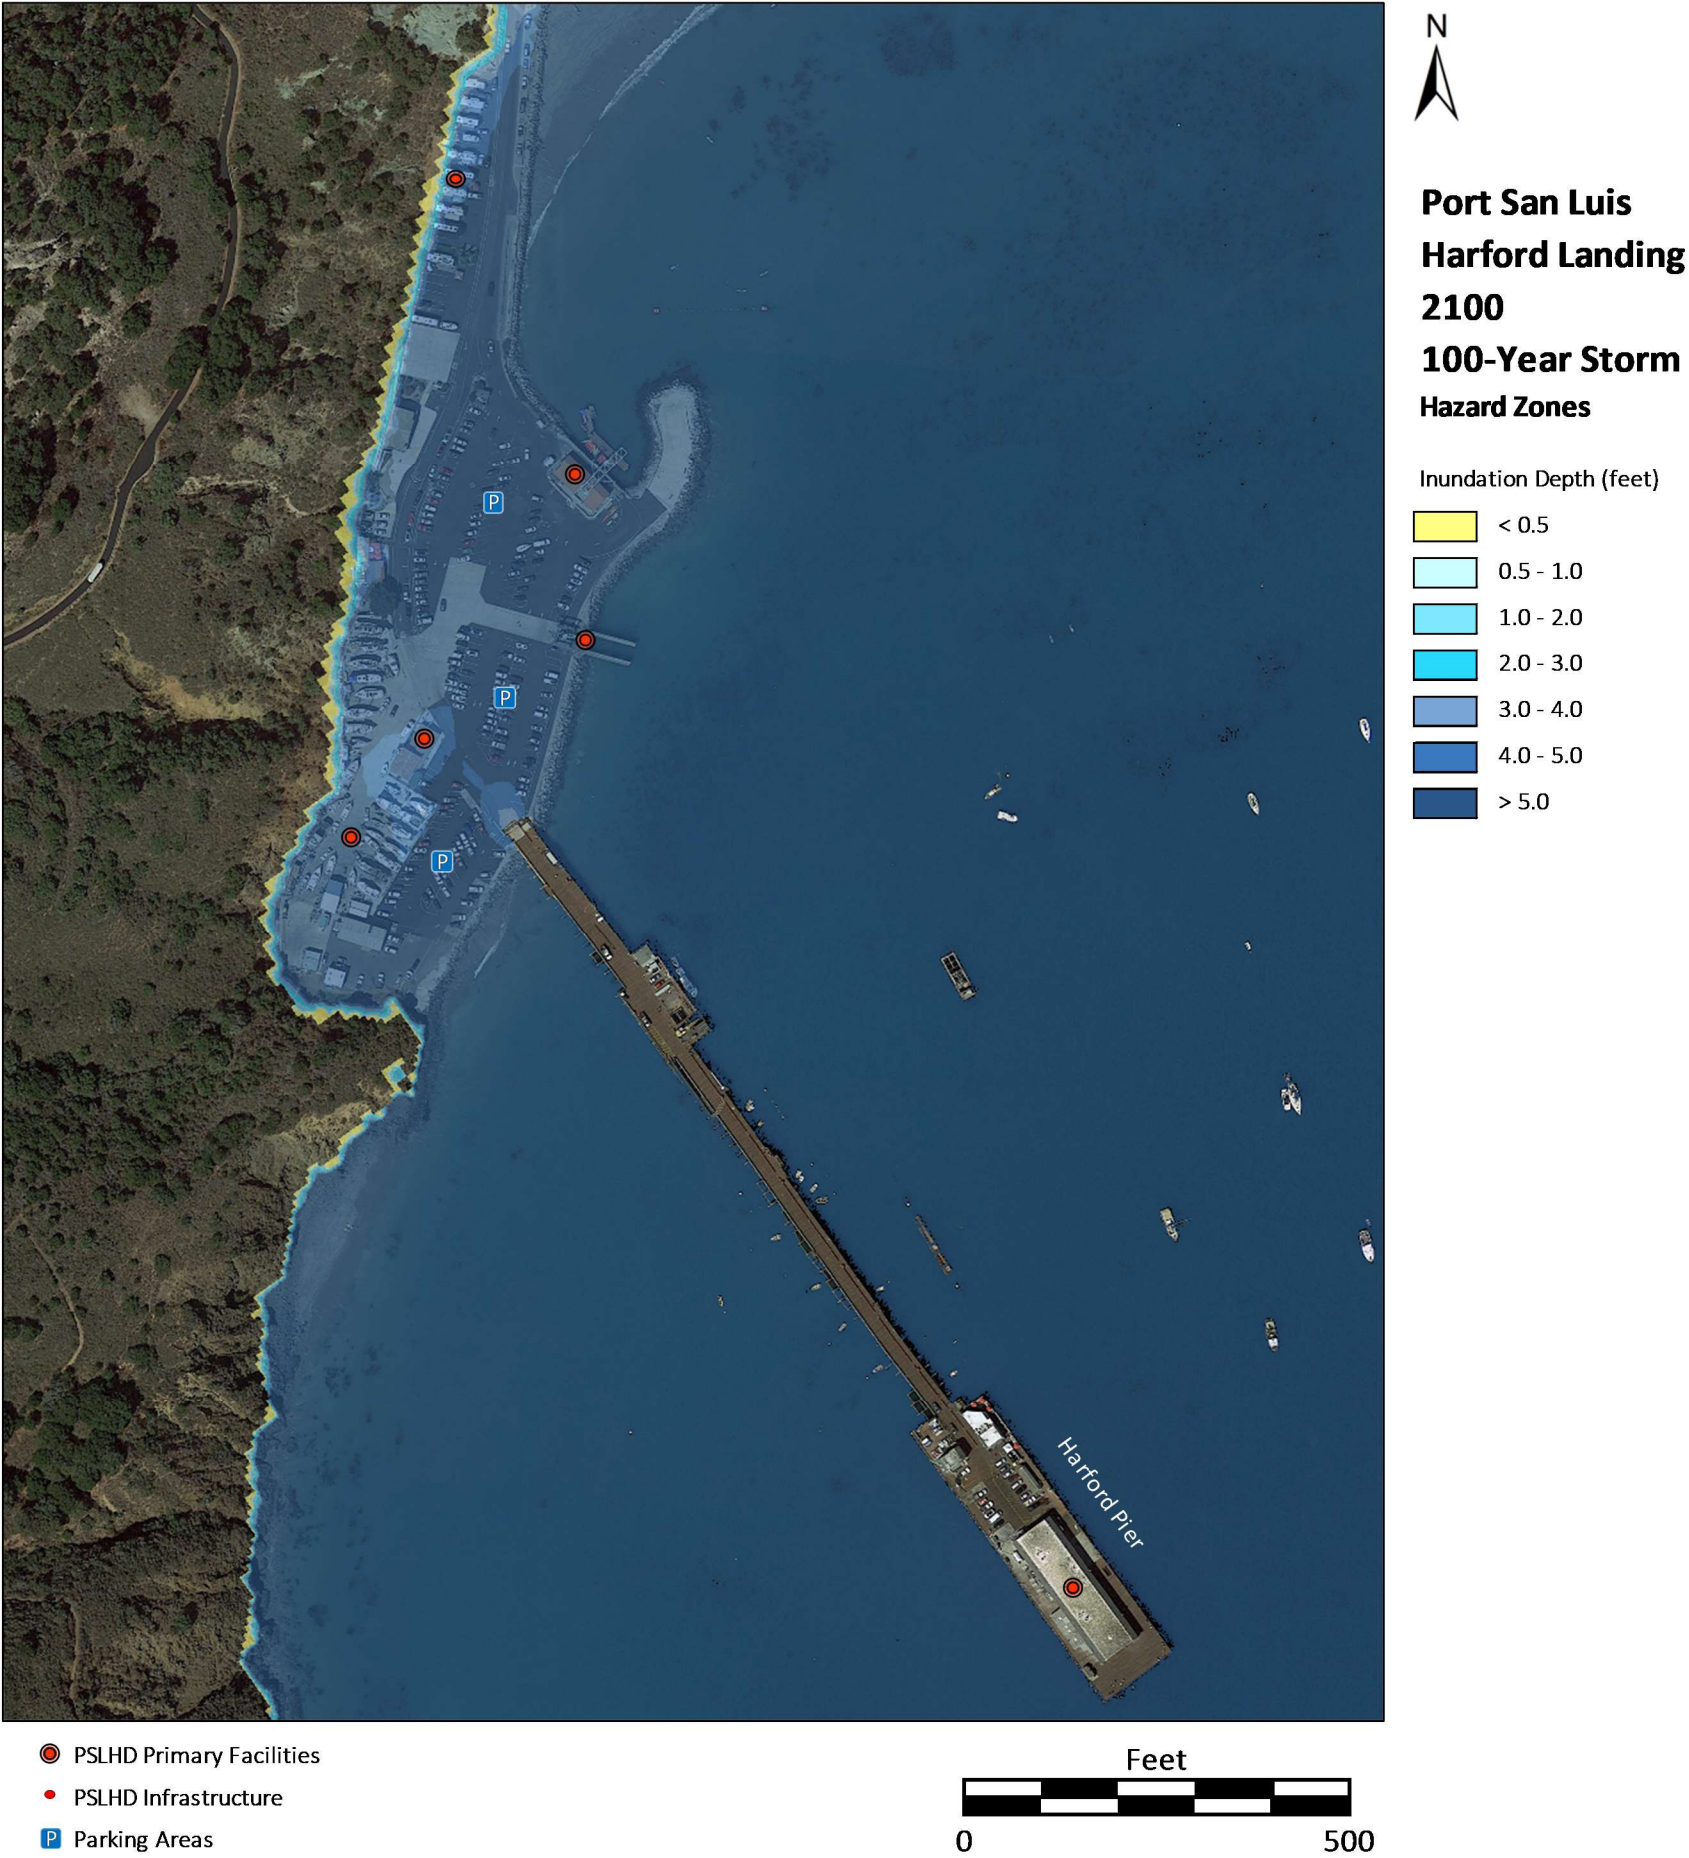 N
Port San Luis
Harford Landing
2100
100-Year Storm
Hazard Zones
Inundation Depth (feet)
< 0.5
0.5 - 1.0
1.0 - 2.0
2.0 - 3.0
3.0 - 4.0
4.0 - 5.0
> 5.0
P
P
P
Harford Pier
PSLHD Primary Facilities
PSLHD Infrastructure
P Parking Areas
Feet
0 500